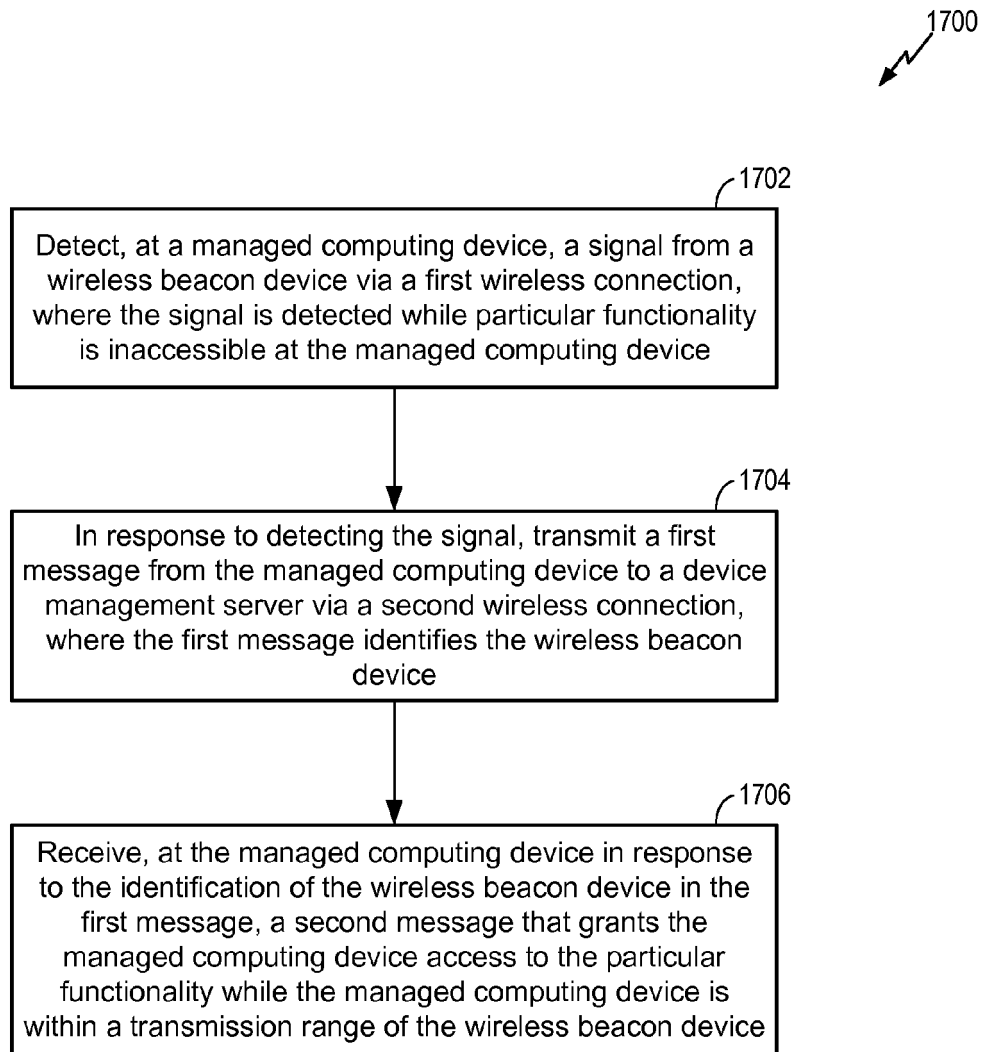 1700
1702
Detect, at a managed computing device, a signal from a
wireless beacon device via a first wireless connection,
where the signal is detected while particular functionality
is inaccessible at the managed computing device
1704
In response to detecting the signal, transmit a first
message from the managed computing device to a device
management server via a second wireless connection,
where the first message identifies the wireless beacon
device
1706
Receive, at the managed computing device in response
to the identification of the wireless beacon device in the
first message, a second message that grants the
managed computing device access to the particular
functionality while the managed computing device is
within a transmission range of the wireless beacon device